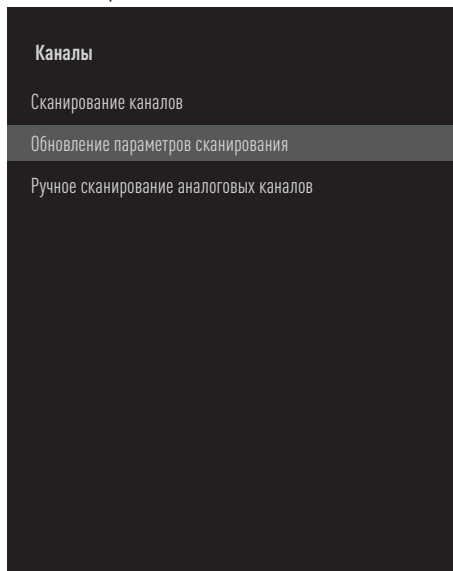 Каналы
Сканирование каналов
Обновление параметров сканирования
Ручное сканирование аналоговых каналов